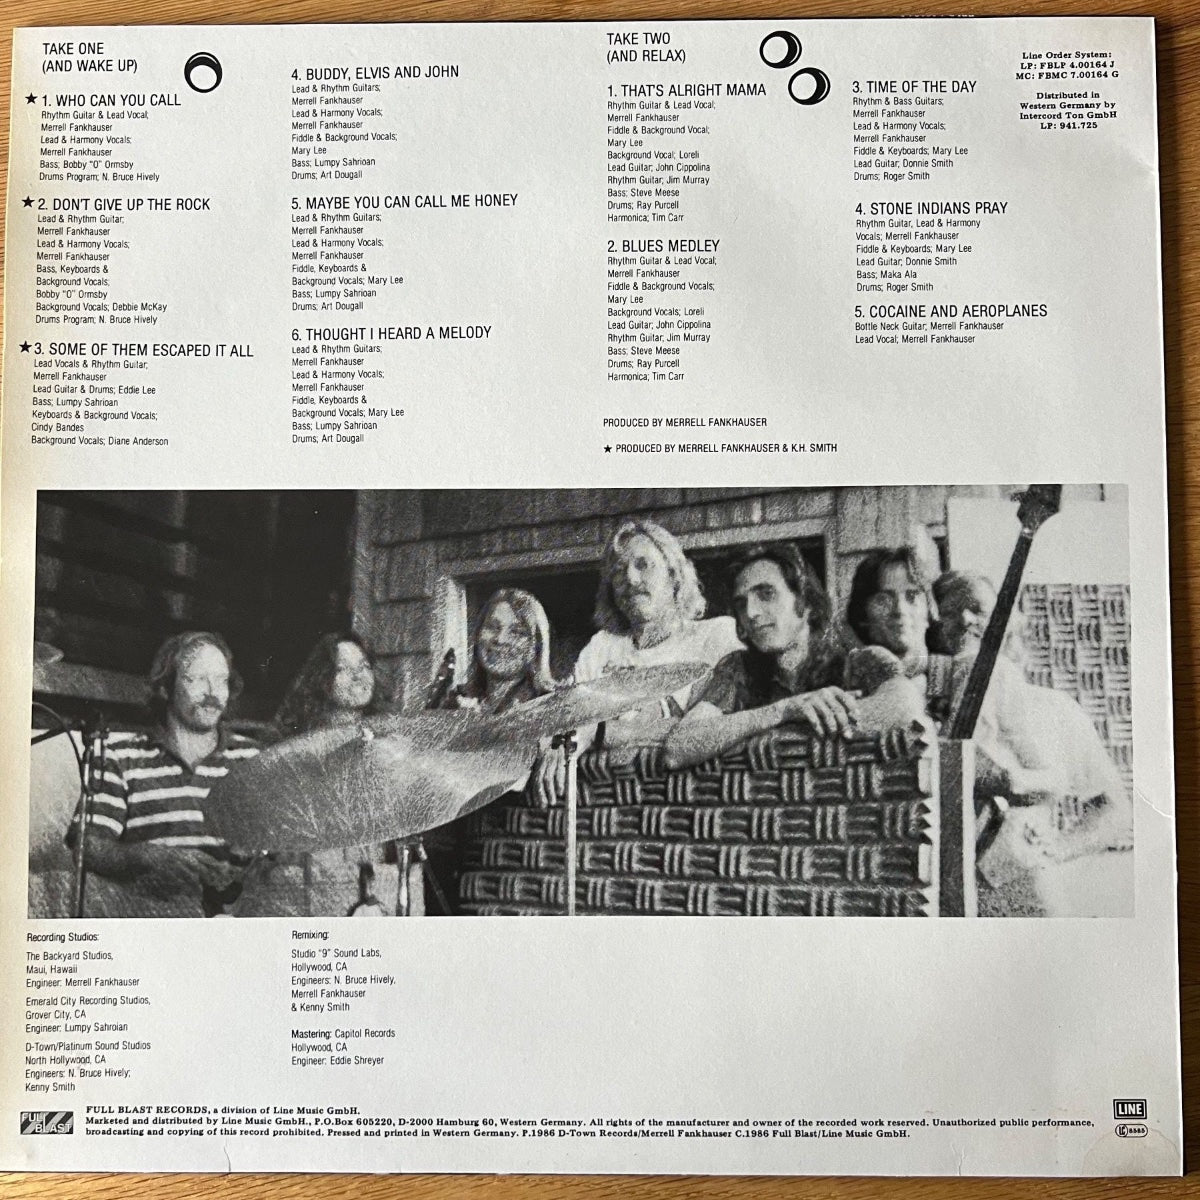 TAKE ONE
(AND WAKE UP)
★ 1. WHO CAN YOU CALL
Rhythm Guitar & Lead Vocal;
Merrell Fankhauser
Lead & Harmony Vocals;
Merrell Fankhauser
Bass; Bobby "O" Ormsby
Drums Program; N. Bruce Hively
★ 2. DON'T GIVE UP THE ROCK
Lead & Rhythm Guitar;
Merrell Fankhauser
Lead & Harmony Vocals;
Merrell Fankhauser
Bass, Keyboards &
Background Vocals;
Bobby "O" Ormsby
Background Vocals; Debbie McKay
Drums Program; N. Bruce Hively
★ 3. SOME OF THEM ESCAPED IT ALL
Lead Vocals & Rhythm Guitar;
Merrell Fankhauser
Lead Guitar & Drums; Eddie Lee
Bass; Lumpy Sahrioan
Keyboards & Background Vocals;
Cindy Bandes
Background Vocals; Diane Anderson
4. BUDDY, ELVIS AND JOHN
Lead & Rhythm Guitars;
Merrell Fankhauser
Lead & Harmony Vocals;
Merrell Fankhauser
Fiddle & Background Vocals;
Mary Lee
Bass; Lumpy Sahrioan
Drums; Art Dougall
5. MAYBE YOU CAN CALL ME HONEY
Lead & Rhythm Guitars;
Merrell Fankhauser
Lead & Harmony Vocals;
Merrell Fankhauser
Fiddle, Keyboards &
Background Vocals; Mary Lee
Bass; Lumpy Sahrioan
Drums; Art Dougall
6. THOUGHT I HEARD A MELODY
Lead & Rhythm Guitars;
Merrell Fankhauser
Lead & Harmony Vocals;
Merrell Fankhauser
Fiddle, Keyboards &
Background Vocals; Mary Lee
Bass; Lumpy Sahrioan
Drums; Art Dougall
TAKE TWO
(AND RELAX)
1. THAT'S ALRIGHT MAMA
Rhythm Guitar & Lead Vocal;
Merrell Fankhauser
Fiddle & Background Vocal;
Mary Lee
Background Vocal; Loreli
Lead Guitar; John Cippolina
Rhythm Guitar; Jim Murray
Bass; Steve Meese
Drums; Ray Purcell
Harmonica; Tim Carr
2. BLUES MEDLEY
Rhythm Guitar & Lead Vocal;
Merrell Fankhauser
Fiddle & Background Vocals;
Mary Lee
Background Vocals; Loreli
Lead Guitar; John Cippolina
Rhythm Guitar; Jim Murray
Bass; Steve Meese
Drums; Ray Purcell
Harmonica; Tim Carr
3. TIME OF THE DAY
Rhythm & Bass Guitars;
Merrell Fankhauser
Lead & Harmony Vocals;
Merrell Fankhauser
Fiddle & Keyboards; Mary Lee
Lead Guitar; Donnie Smith
Drums; Roger Smith
4. STONE INDIANS PRAY
Rhythm Guitar, Lead & Harmony
Vocals; Merrell Fankhauser
Fiddle & Keyboards; Mary Lee
Lead Guitar; Donnie Smith
Bass; Maka Ala
Drums; Roger Smith
5. COCAINE AND AEROPLANES
Bottle Neck Guitar; Merrell Fankhauser
Lead Vocal; Merrell Fankhauser
Line Order System:
LP: FBLP 4.00164 J
MC: FBMC 7.00164 G
Distributed in
Western Germany by
Intercord Ton GmbH
LP: 941.725
PRODUCED BY MERRELL FANKHAUSER
★ PRODUCED BY MERRELL FANKHAUSER & K.H. SMITH
Recording Studios:
The Backyard Studios,
Maui, Hawaii
Engineer: Merrell Fankhauser
Emerald City Recording Studios,
Grover City, CA
Engineer: Lumpy Sahroian
D-Town/Platinum Sound Studios
North Hollywood, CA
Engineers: N. Bruce Hively;
Kenny Smith
Remixing:
Studio "9" Sound Labs,
Hollywood, CA
Engineers: N. Bruce Hively,
Merrell Fankhauser
& Kenny Smith
Mastering: Capitol Records
Hollywood, CA
Engineer: Eddie Shreyer
FULL
BLAST
FULL BLAST RECORDS, a division of Line Music GmbH.
Marketed and distributed by Line Music GmbH., P.O.Box 605220, D-2000 Hamburg 60, Western Germany. All rights of the manufacturer and owner of the recorded work reserved. Unauthorized public performance,
broadcasting and copying of this record prohibited. Pressed and printed in Western Germany. P.1986 D-Town Records/Merrell Fankhauser C.1986 Full Blast/Line Music GmbH.
LINE
LC 8585